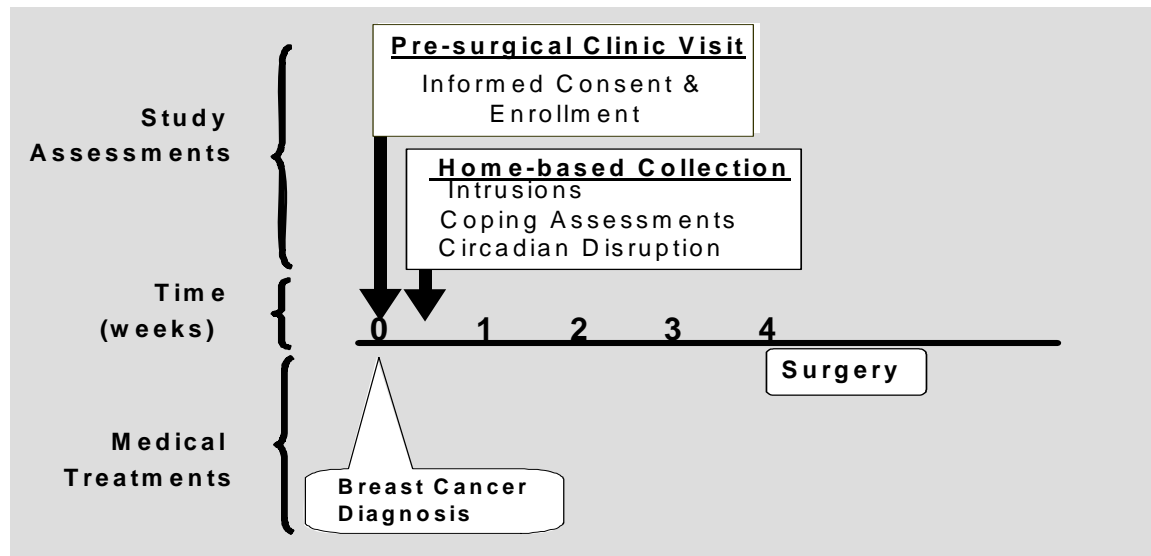 Pre-surgical Clinic Visit
Informed Consent &
Enrollment
Study
Assessments
Home-based Collection
Intrusions
Coping Assessments
Circadian Disruption
Time
(weeks)
0 1 2 3 4
Surgery
Medical
Treatments
Breast Cancer
Diagnosis